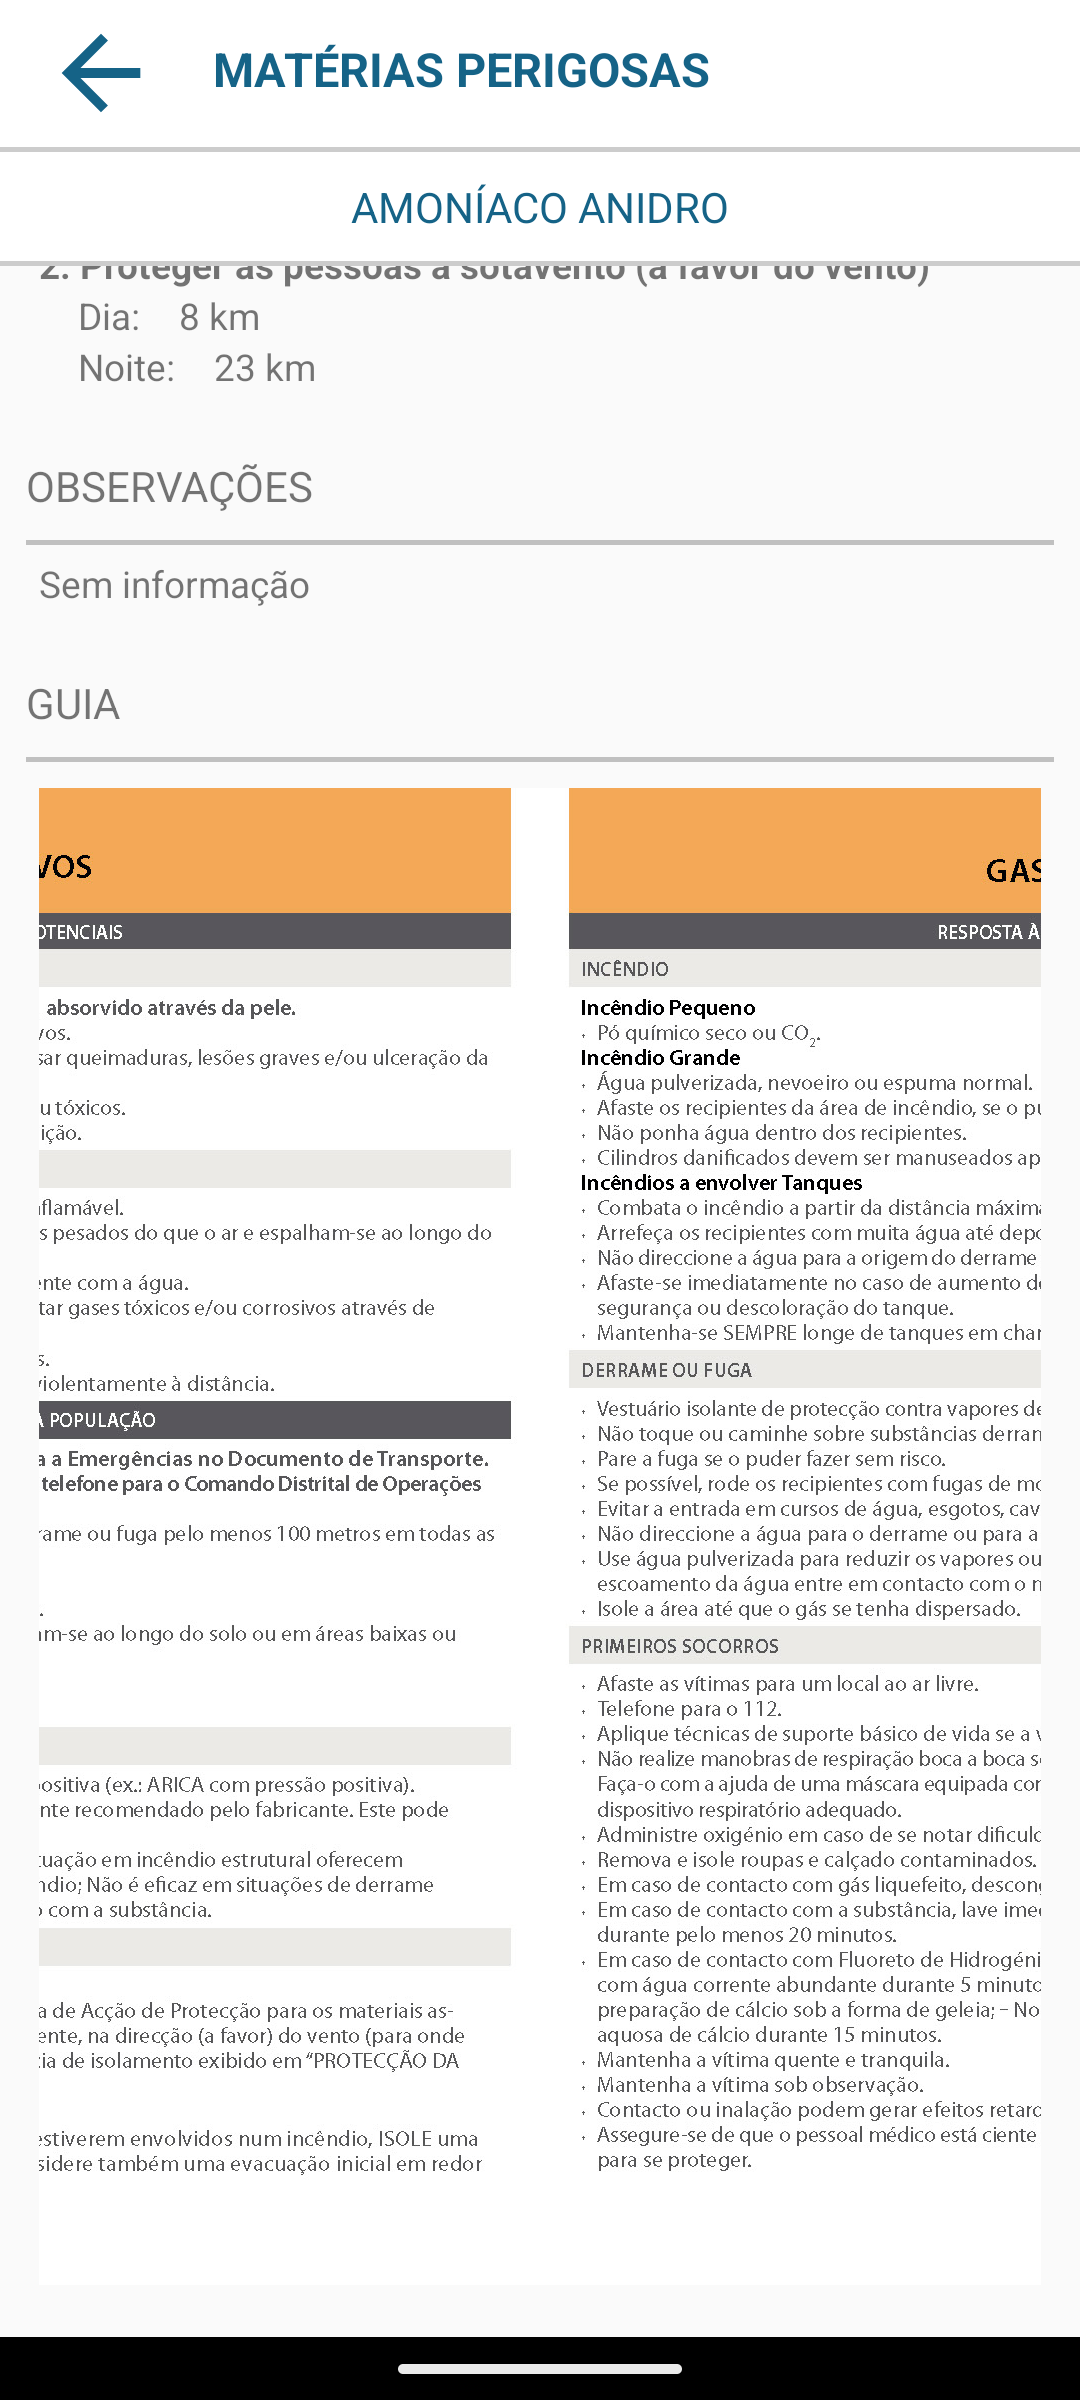 MATÉRIAS PERIGOSAS
AMONÍACO ANIDRO
2. Proteger as pessoas a sotavento (a favor do vento)
Dia: 8 km
Noite: 23 km
OBSERVAÇÕES
Sem informação
GUIA
VOS
OTENCIAIS
absorvido através da pele.
vos.
sar queimaduras, lesões graves e/ou ulceração da
u tóxicos.
ição.
nflamável.
s pesados do que o ar e espalham-se ao longo do
ente com a água.
tar gases tóxicos e/ou corrosivos através de
s.
violentamente à distância.
À POPULAÇÃO
a a Emergências no Documento de Transporte.
telefone para o Comando Distrital de Operações
rame ou fuga pelo menos 100 metros em todas as
.
m-se ao longo do solo ou em áreas baixas ou
positiva (ex.: ARICA com pressão positiva).
nte recomendado pelo fabricante. Este pode
tuação em incêndio estrutural oferecem
ndio; Não é eficaz em situações de derrame
o com a substância.
a de Acção de Protecção para os materiais as-
ente, na direcção (a favor) do vento (para onde
cia de isolamento exibido em “PROTECÇÃO DA
estiverem envolvidos num incêndio, ISOLE uma
sidere também uma evacuação inicial em redor
GAS
RESPOSTA À
INCÊNDIO
Incêndio Pequeno
• Pó químico seco ou CO₂.
Incêndio Grande
• Água pulverizada, nevoeiro ou espuma normal.
• Afaste os recipientes da área de incêndio, se o pu
• Não ponha água dentro dos recipientes.
• Cilindros danificados devem ser manuseados ap
Incêndios a envolver Tanques
• Combata o incêndio a partir da distância máxima
• Arrefeça os recipientes com muita água até depo
• Não direccione a água para a origem do derrame
• Afaste-se imediatamente no caso de aumento de
segurança ou descoloração do tanque.
• Mantenha-se SEMPRE longe de tanques em char
DERRAME OU FUGA
• Vestuário isolante de protecção contra vapores de
• Não toque ou caminhe sobre substâncias derram
• Pare a fuga se o puder fazer sem risco.
• Se possível, rode os recipientes com fugas de mo
• Evitar a entrada em cursos de água, esgotos, cav
• Não direccione a água para o derrame ou para a
• Use água pulverizada para reduzir os vapores ou
escoamento da água entre em contacto com o n
• Isole a área até que o gás se tenha dispersado.
PRIMEIROS SOCORROS
• Afaste as vítimas para um local ao ar livre.
• Telefone para o 112.
• Aplique técnicas de suporte básico de vida se a v
• Não realize manobras de respiração boca a boca se
Faça-o com a ajuda de uma máscara equipada con
dispositivo respiratório adequado.
• Administre oxigénio em caso de se notar dificuld
• Remova e isole roupas e calçado contaminados.
• Em caso de contacto com gás liquefeito, descong
• Em caso de contacto com a substância, lave imed
durante pelo menos 20 minutos.
• Em caso de contacto com Fluoreto de Hidrogéni
com água corrente abundante durante 5 minuto
preparação de cálcio sob a forma de geleia; – No
aquosa de cálcio durante 15 minutos.
• Mantenha a vítima quente e tranquila.
• Mantenha a vítima sob observação.
• Contacto ou inalação podem gerar efeitos retard
• Assegure-se de que o pessoal médico está ciente
para se proteger.